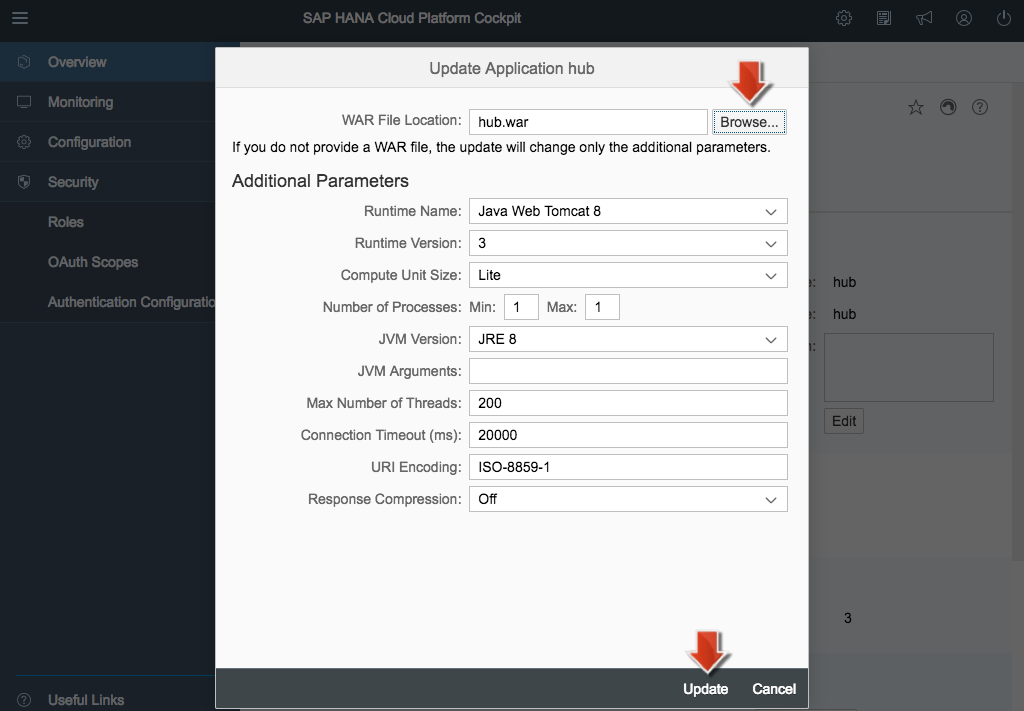 SAP HANA Cloud Platform Cockpit
Overview
Monitoring
Configuration
Security
Roles
OAuth Scopes
Authentication Configuratio
Useful Links
Update Application hub
WAR File Location: hub.war Browse...
If you do not provide a WAR file, the update will change only the additional parameters.
Additional Parameters
Runtime Name: Java Web Tomcat 8
Runtime Version: 3
Compute Unit Size: Lite
Number of Processes: Min: 1 Max: 1
JVM Version: JRE 8
JVM Arguments:
Max Number of Threads: 200
Connection Timeout (ms): 20000
URI Encoding: ISO-8859-1
Response Compression: Off
Update Cancel
hub
hub
Edit
3